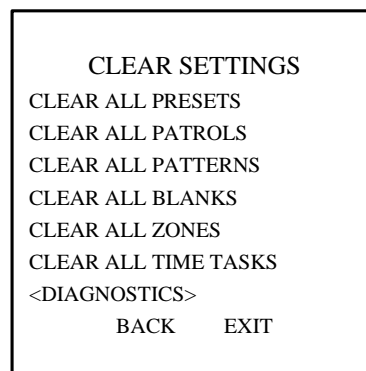 CLEAR SETTINGS
CLEAR ALL PRESETS
CLEAR ALL PATROLS
CLEAR ALL PATTERNS
CLEAR ALL BLANKS
CLEAR ALL ZONES
CLEAR ALL TIME TASKS
<DIAGNOSTICS>
BACK EXIT